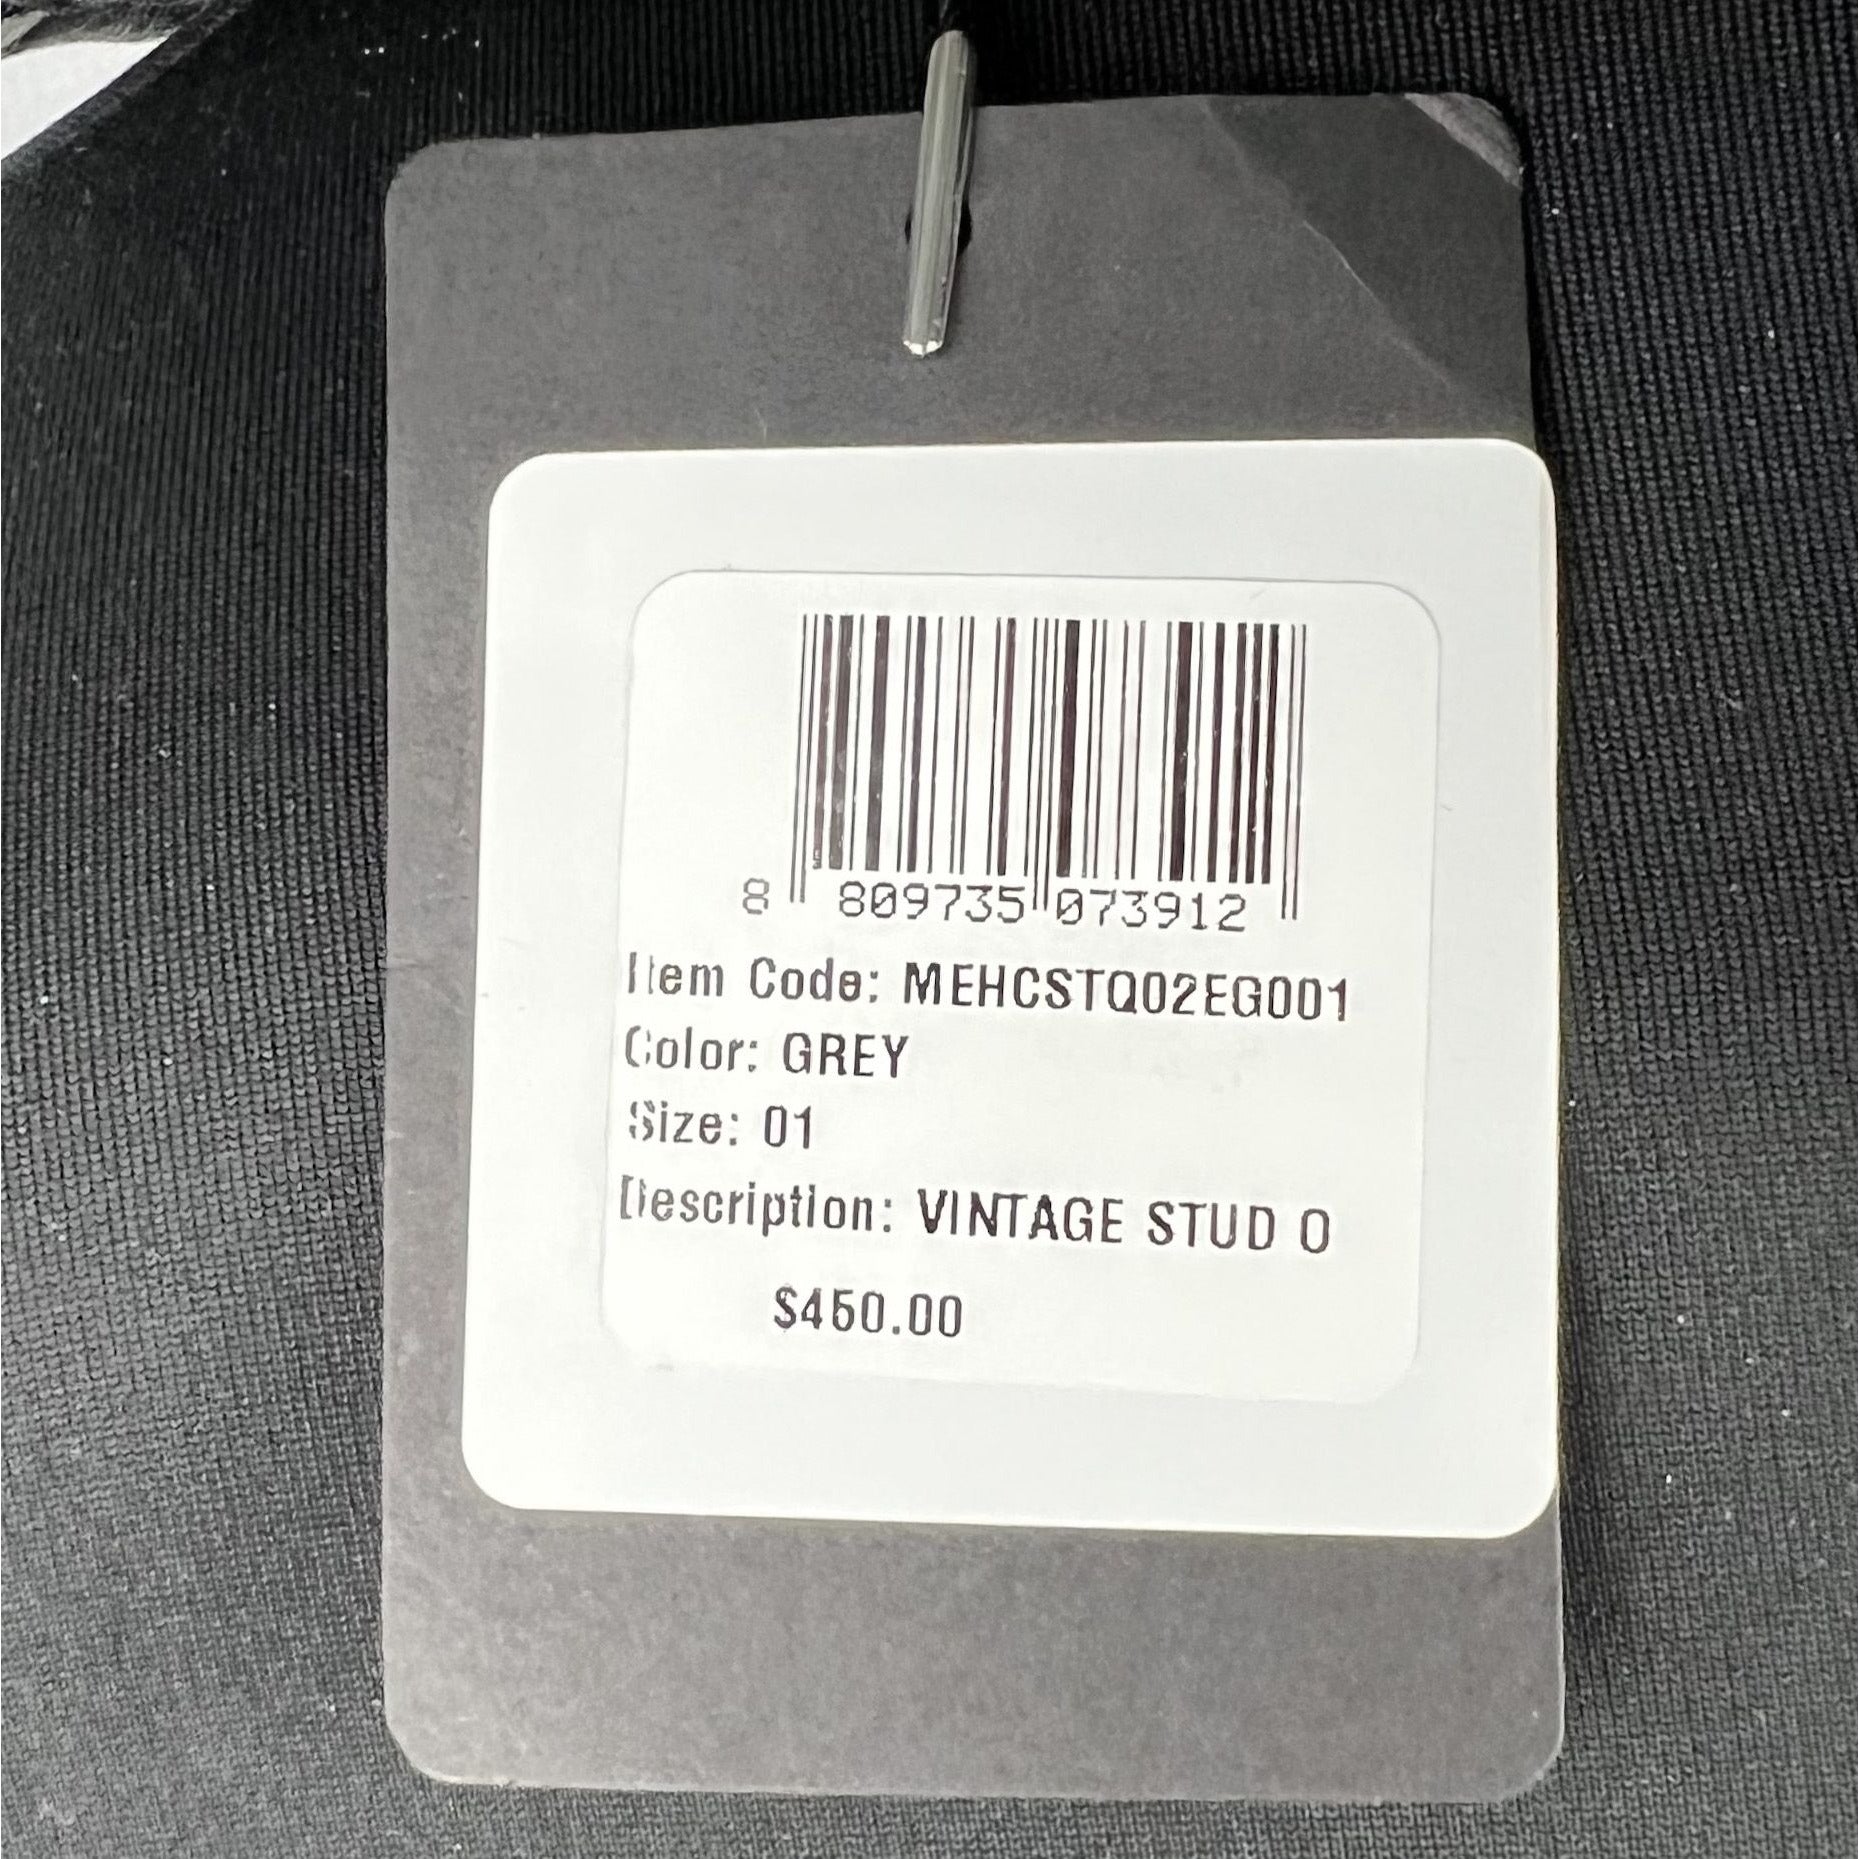 8 809735 073912
Item Code: MEHCSTQ02EG001
Color: GREY
Size: 01
Description: VINTAGE STUD O
$450.00